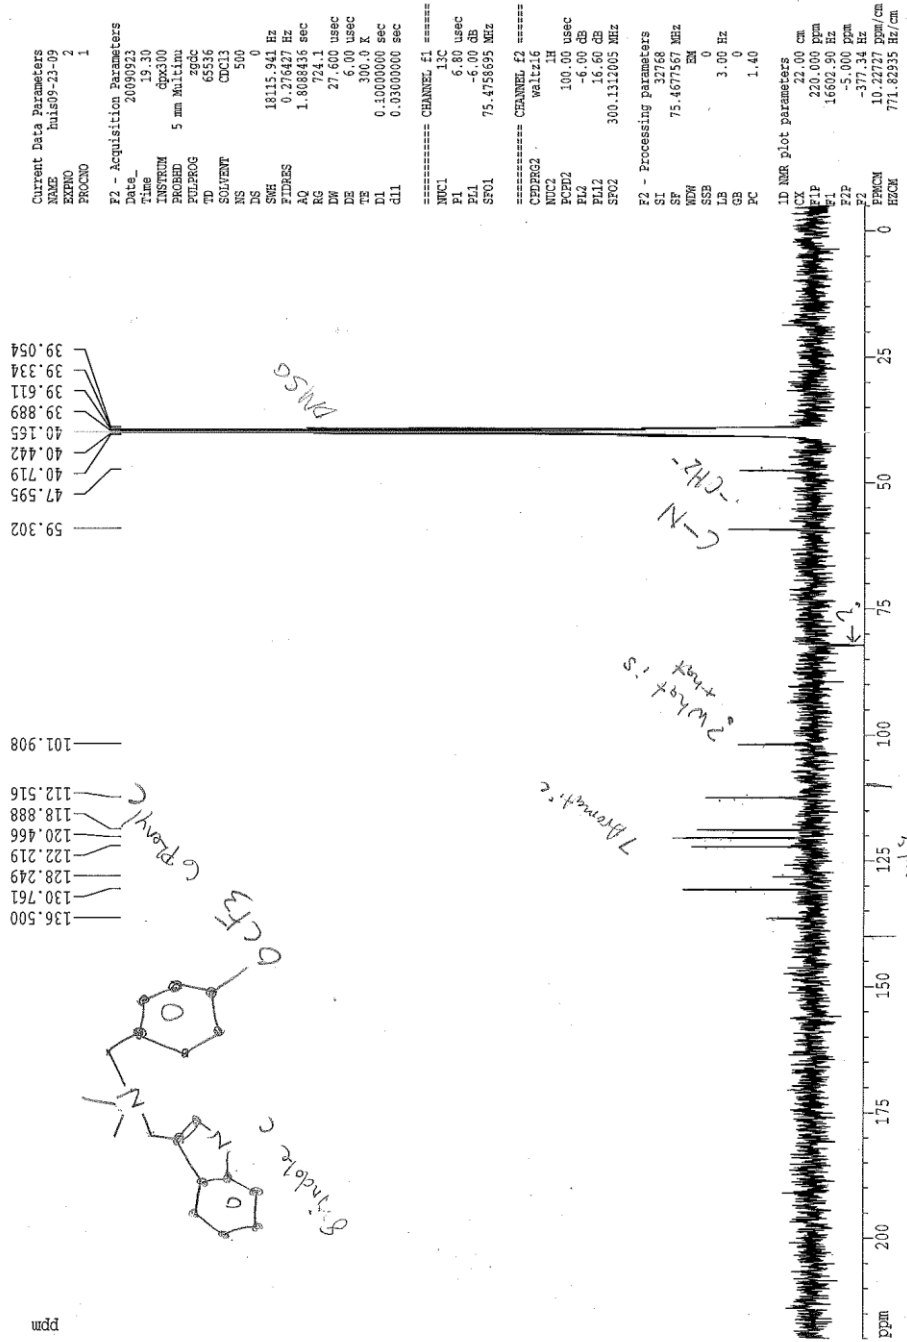 Current Data Parameters
NAME huis09-23-09
EXPNO 2
PROCNO 1
F2 - Acquisition Parameters
Date_ 20090923
Time 19.30
INSTRUM dpx300
PROBHD 5 mm Multinu
PULPROG zgdc
TD 65536
SOLVENT CDCl3
NS 500
DS 0
SWH 18115.941 Hz
FIDRES 0.276427 Hz
AQ 1.8088436 sec
RG 724.1
DW 27.600 usec
DE 6.00 usec
TE 300.0 K
D1 0.10000000 sec
d11 0.03000000 sec
======== CHANNEL f1 ========
NUC1 13C
P1 6.80 usec
PL1 -6.00 dB
SFO1 75.4758695 MHz
======== CHANNEL f2 ========
CPDPRG2 waltz16
NUC2 1H
PCPD2 100.00 usec
PL2 -6.00 dB
PL12 16.60 dB
SFO2 300.1312005 MHz
F2 - Processing parameters
SI 32768
SF 75.4677567 MHz
WDW EM
SSB 0
LB 3.00 Hz
GB 0
PC 1.40
1D NMR plot parameters
CX 22.00 cm
F1P 220.000 ppm
F1 16602.90 Hz
F2P -5.000 ppm
F2 -377.34 Hz
PPMCM 10.22727 ppm/cm
HZCM 771.82935 Hz/cm
ppm
136.500
130.761
128.249
122.219
120.466
118.888
112.516
101.908
59.302
47.595
40.719
40.442
40.165
39.889
39.611
39.334
39.054
6 phenyl C
OCF3
N
N
8 indole C
DMSO
-CH2-
C-N
? what is that
7 Aromatic
←?
ppm 200 175 150 125 100 75 50 25 0